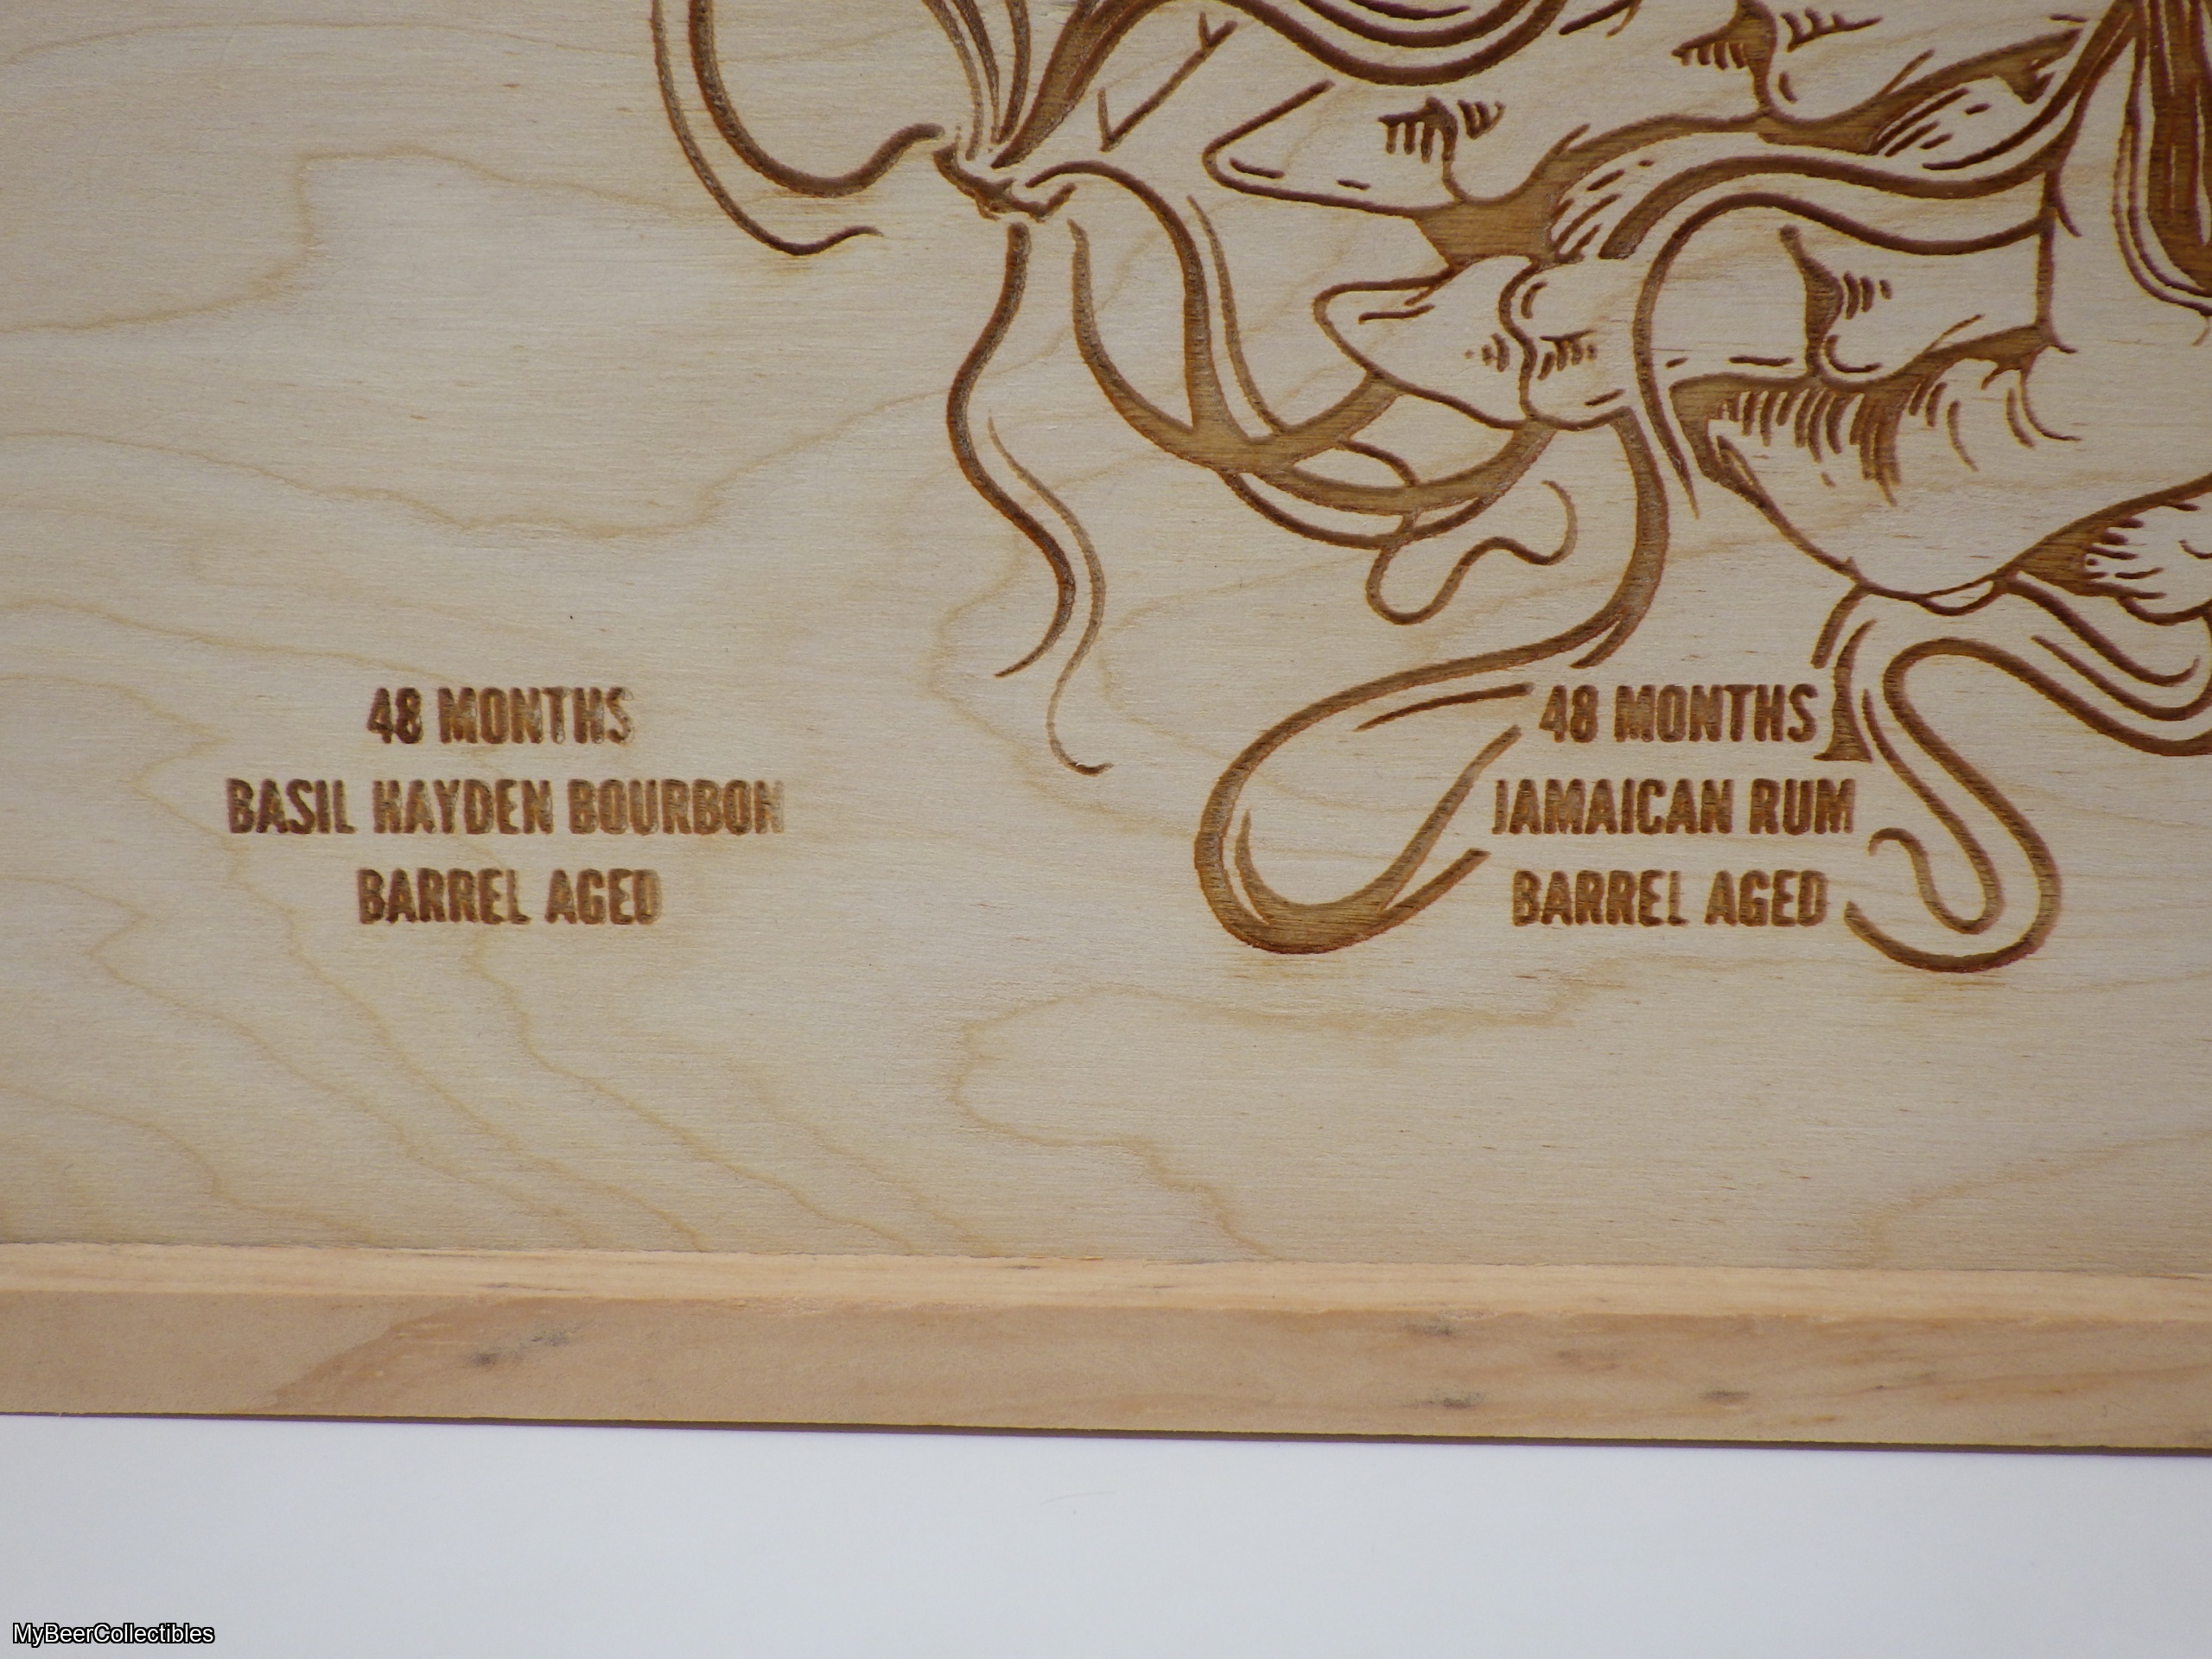 48 MONTHS
BASIL HAYDEN BOURBON
BARREL AGED
48 MONTHS
JAMAICAN RUM
BARREL AGED
MyBeerCollectibles